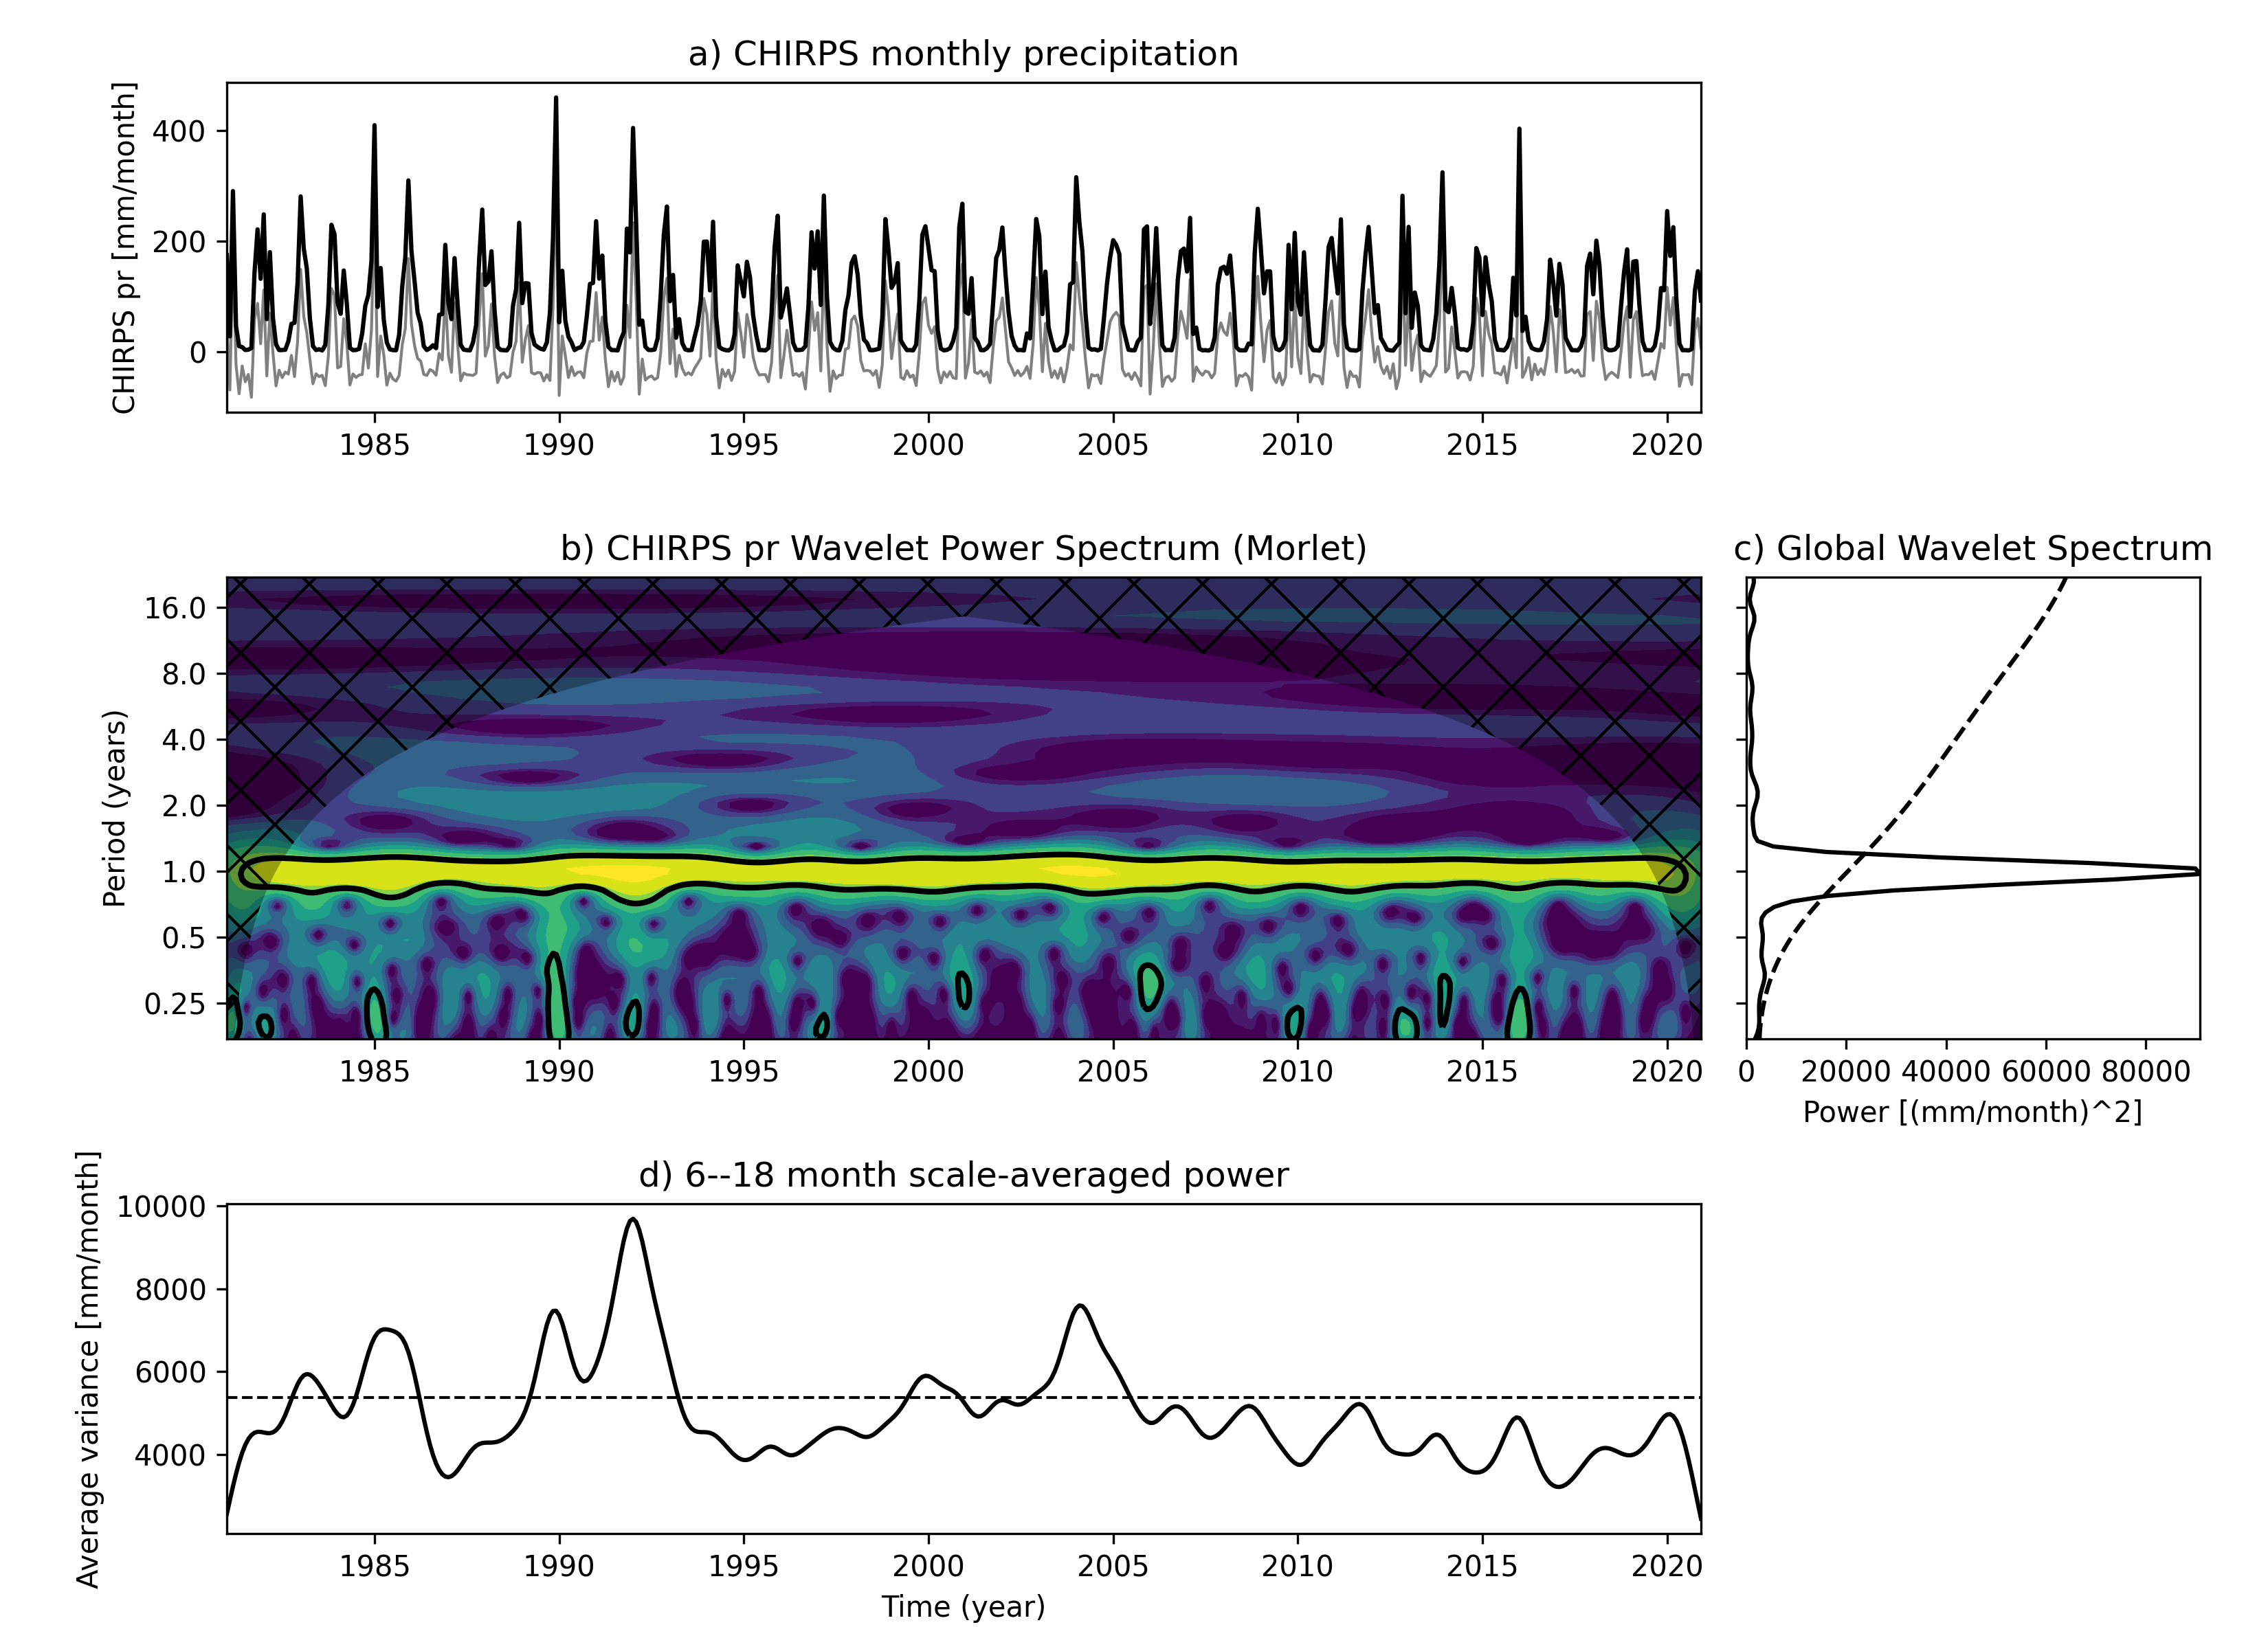 a) CHIRPS monthly precipitation
CHIRPS pr [mm/month]
400
200
0
1985 1990 1995 2000 2005 2010 2015 2020
b) CHIRPS pr Wavelet Power Spectrum (Morlet)
Period (years)
16.0
8.0
4.0
2.0
1.0
0.5
0.25
1985 1990 1995 2000 2005 2010 2015 2020
c) Global Wavelet Spectrum
0 20000 40000 60000 80000
Power [(mm/month)^2]
d) 6--18 month scale-averaged power
Average variance [mm/month]
10000
8000
6000
4000
1985 1990 1995 2000 2005 2010 2015 2020
Time (year)